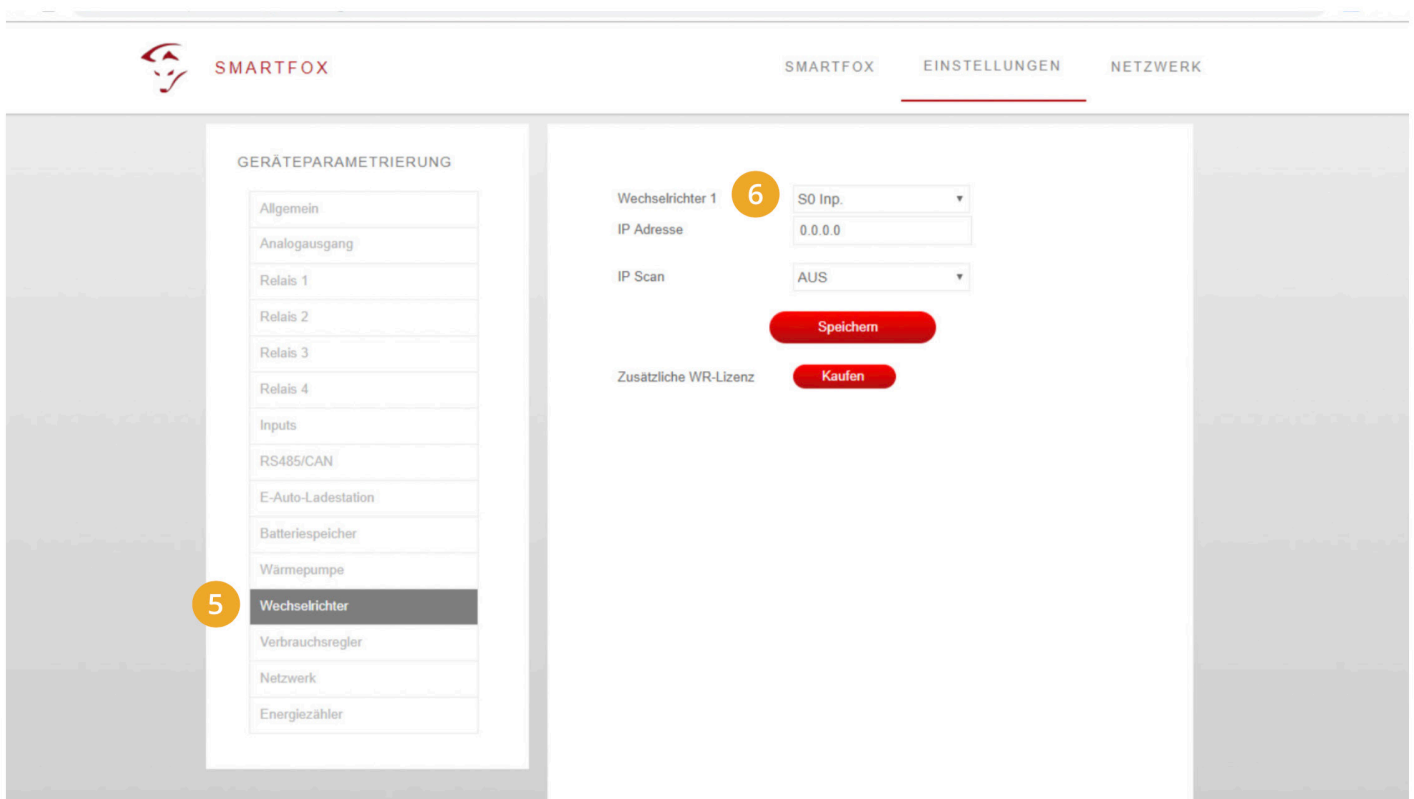 SMARTFOX
SMARTFOX EINSTELLUNGEN NETZWERK
GERÄTEPARAMETRIERUNG
Allgemein
Analogausgang
Relais 1
Relais 2
Relais 3
Relais 4
Inputs
RS485/CAN
E-Auto-Ladestation
Batteriespeicher
Wärmepumpe
5 Wechselrichter
Verbrauchsregler
Netzwerk
Energiezähler
Wechselrichter 1 6 S0 Inp.
IP Adresse 0.0.0.0
IP Scan AUS
Speichern
Zusätzliche WR-Lizenz Kaufen